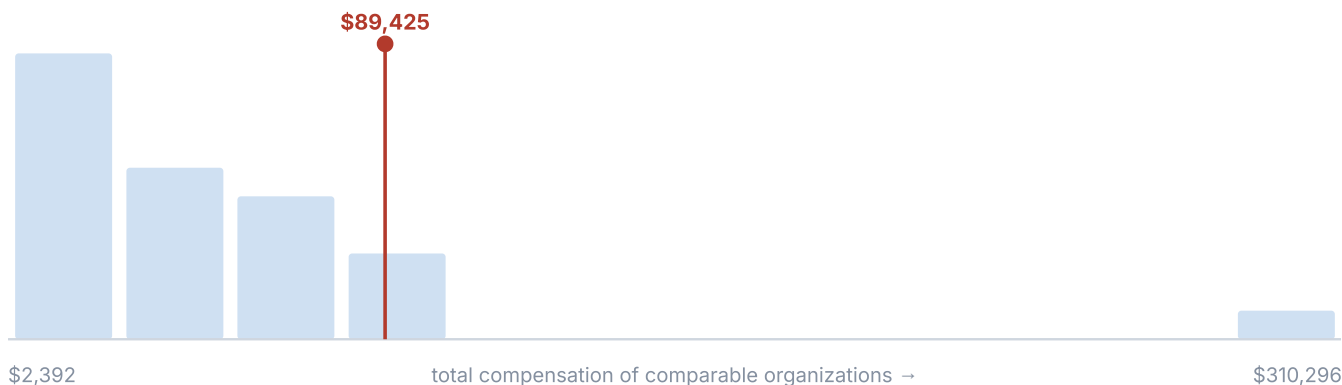 $89,425
$2,392
total compensation of comparable organizations →
$310,296